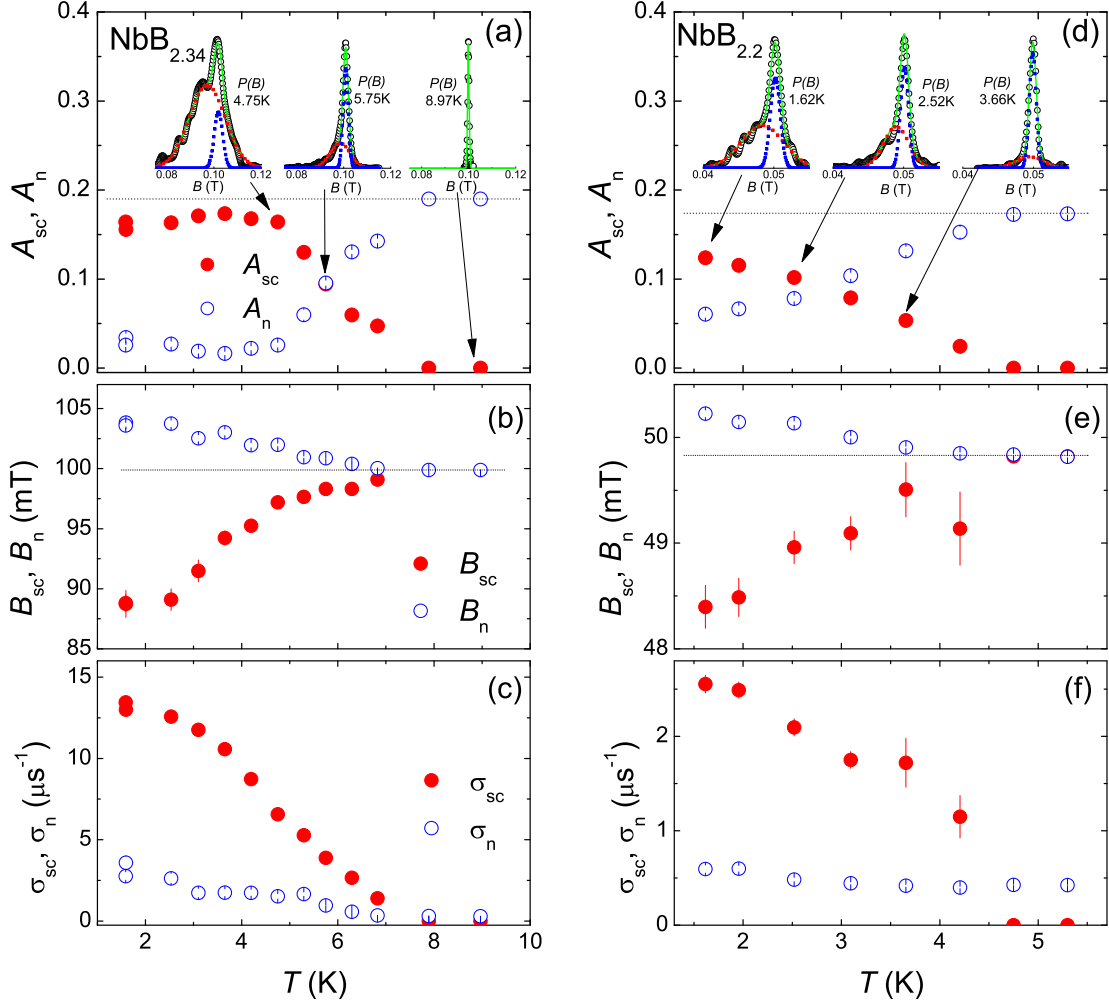 (a)
NbB2.34
P(B)
4.75K
P(B)
5.75K
P(B)
8.97K
0.08 0.10 0.12
B (T)
0.08 0.10 0.12
B (T)
0.08 0.10 0.12
B (T)
0.4
0.3
0.2
0.1
0.0
Asc, An
Asc
An
(b)
105
100
95
90
85
Bsc, Bn (mT)
Bsc
Bn
(c)
15
10
5
0
σsc, σn (μs-1)
σsc
σn
2 4 6 8 10
T (K)
(d)
NbB2.2
P(B)
1.62K
P(B)
2.52K
P(B)
3.66K
0.04 0.05
B (T)
0.04 0.05
B (T)
0.04 0.05
B (T)
0.4
0.3
0.2
0.1
0.0
Asc, An
(e)
50
49
48
Bsc, Bn (mT)
(f)
2
1
0
σsc, σn (μs-1)
2 3 4 5
T (K)